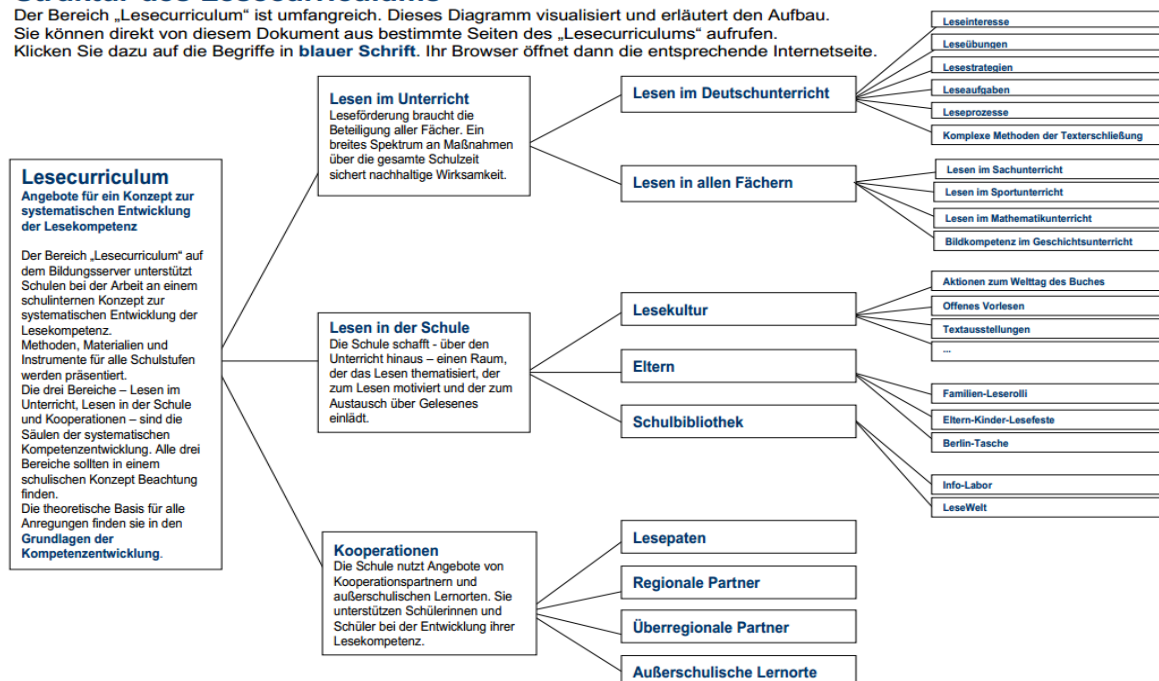 Struktur des Lesecurriculums
Der Bereich „Lesecurriculum“ ist umfangreich. Dieses Diagramm visualisiert und erläutert den Aufbau.
Sie können direkt von diesem Dokument aus bestimmte Seiten des „Lesecurriculums“ aufrufen.
Klicken Sie dazu auf die Begriffe in blauer Schrift. Ihr Browser öffnet dann die entsprechende Internetseite.
Lesecurriculum
Angebote für ein Konzept zur
systematischen Entwicklung
der Lesekompetenz
Der Bereich „Lesecurriculum“ auf
dem Bildungsserver unterstützt
Schulen bei der Arbeit an einem
schulinternen Konzept zur
systematischen Entwicklung der
Lesekompetenz.
Methoden, Materialien und
Instrumente für alle Schulstufen
werden präsentiert.
Die drei Bereiche – Lesen im
Unterricht, Lesen in der Schule
und Kooperationen – sind die
Säulen der systematischen
Kompetenzentwicklung. Alle drei
Bereiche sollten in einem
schulischen Konzept Beachtung
finden.
Die theoretische Basis für alle
Anregungen finden sie in den
Grundlagen der
Kompetenzentwicklung.
Lesen im Unterricht
Leseförderung braucht die
Beteiligung aller Fächer. Ein
breites Spektrum an Maßnahmen
über die gesamte Schulzeit
sichert nachhaltige Wirksamkeit.
Lesen im Deutschunterricht
Leseinteresse
Leseübungen
Lesestrategien
Leseaufgaben
Leseprozesse
Komplexe Methoden der Texterschließung
Lesen in allen Fächern
Lesen im Sachunterricht
Lesen im Sportunterricht
Lesen im Mathematikunterricht
Bildkompetenz im Geschichtsunterricht
Lesen in der Schule
Die Schule schafft - über den
Unterricht hinaus – einen Raum,
der das Lesen thematisiert, der
zum Lesen motiviert und der zum
Austausch über Gelesenes
einlädt.
Lesekultur
Aktionen zum Welttag des Buches
Offenes Vorlesen
Textausstellungen
...
Eltern
Familien-Leserolli
Eltern-Kinder-Lesefeste
Berlin-Tasche
Schulbibliothek
Info-Labor
LeseWelt
Kooperationen
Die Schule nutzt Angebote von
Kooperationspartnern und
außerschulischen Lernorten. Sie
unterstützen Schülerinnen und
Schüler bei der Entwicklung ihrer
Lesekompetenz.
Lesepaten
Regionale Partner
Überregionale Partner
Außerschulische Lernorte